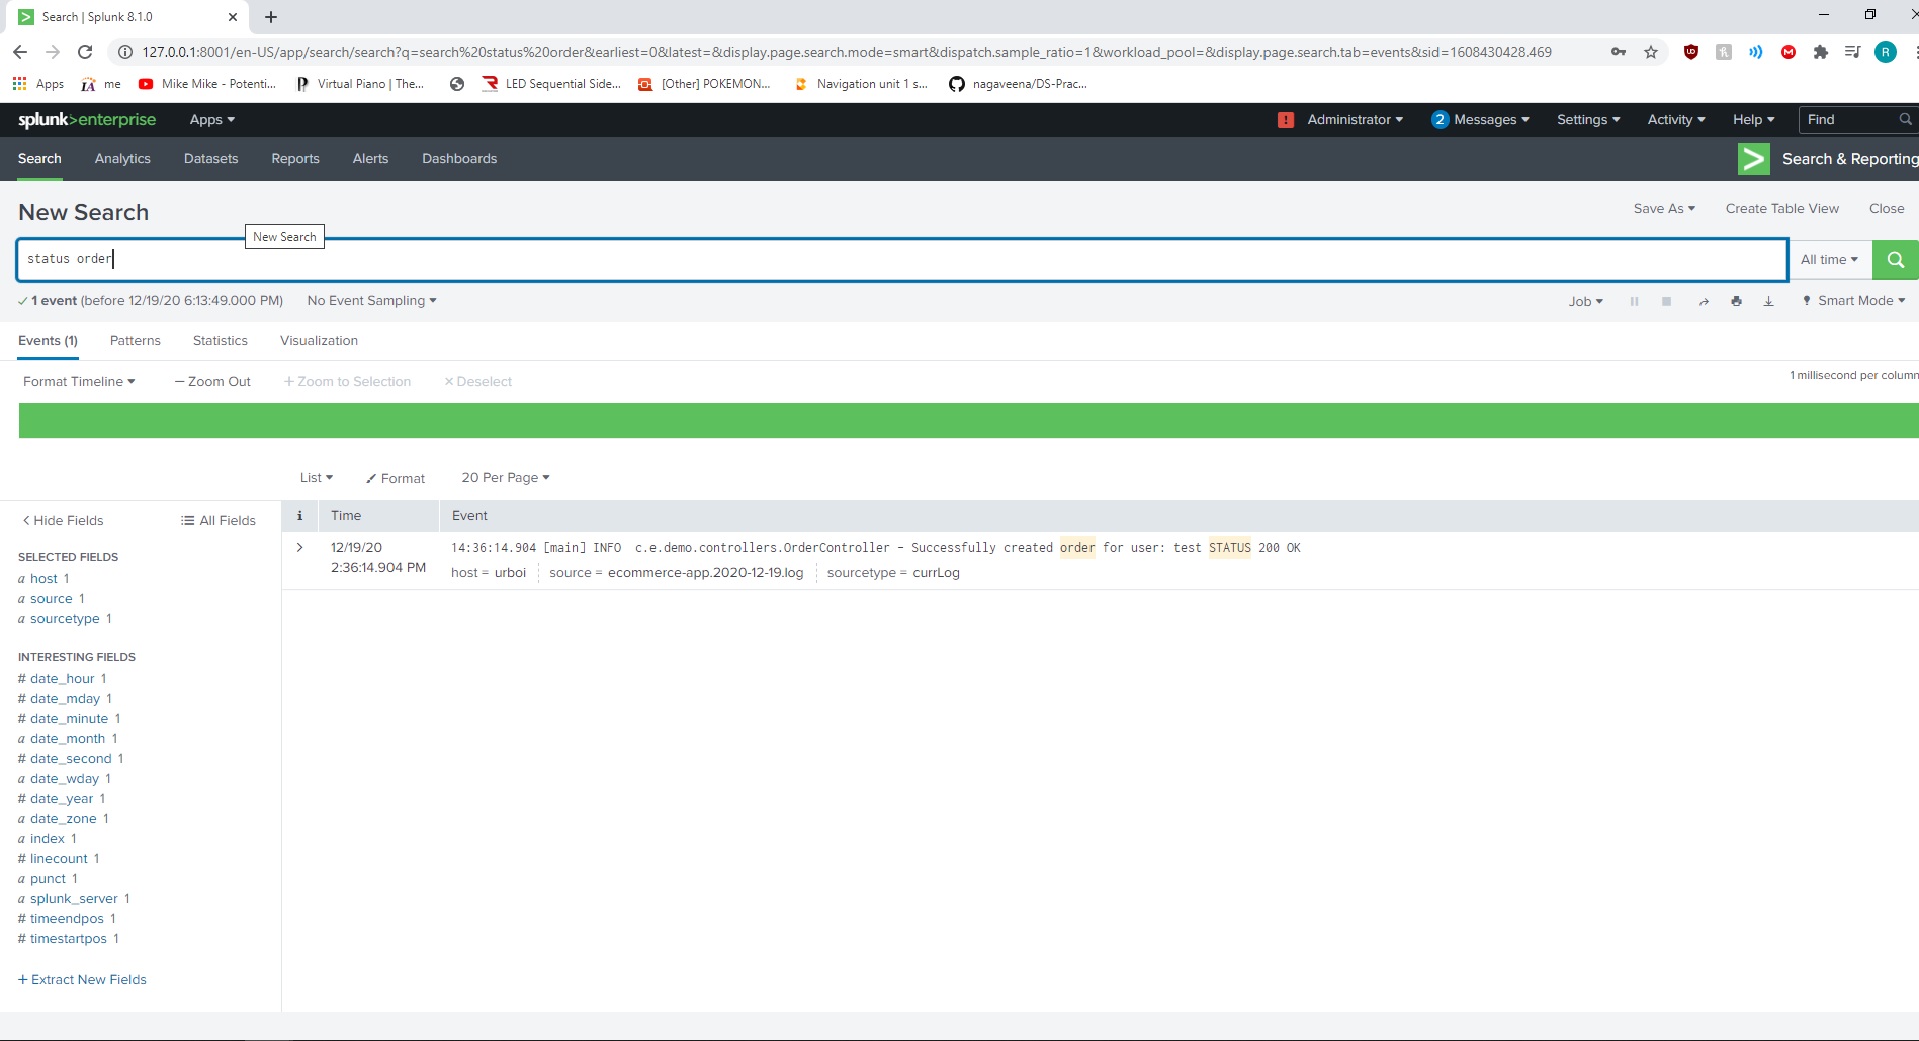 Search | Splunk 8.1.0
127.0.0.1:8001/en-US/app/search/search?q=search%20status%20order&earliest=0&latest=&display.page.search.mode=smart&dispatch.sample_ratio=1&workload_pool=&display.page.search.tab=events&sid=1608430428.469
R
Apps me Mike Mike - Potenti... Virtual Piano | The... LED Sequential Side... [Other] POKEMON... Navigation unit 1 s... nagaveena/DS-Prac...
splunk>enterprise Apps ! Administrator 2 Messages Settings Activity Help Find
Search Analytics Datasets Reports Alerts Dashboards > Search & Reporting
New Search Save As Create Table View Close
New Search
status order All time
✓ 1 event (before 12/19/20 6:13:49.000 PM) No Event Sampling Job Smart Mode
Events (1) Patterns Statistics Visualization
Format Timeline — Zoom Out + Zoom to Selection × Deselect 1 millisecond per column
List Format 20 Per Page
< Hide Fields All Fields i Time Event
SELECTED FIELDS
a host 1
a source 1
a sourcetype 1
INTERESTING FIELDS
# date_hour 1
# date_mday 1
# date_minute 1
a date_month 1
# date_second 1
a date_wday 1
# date_year 1
a date_zone 1
a index 1
# linecount 1
a punct 1
a splunk_server 1
# timeendpos 1
# timestartpos 1
+ Extract New Fields
> 12/19/20 14:36:14.904 [main] INFO c.e.demo.controllers.OrderController - Successfully created order for user: test STATUS 200 OK
2:36:14.904 PM host = urboi source = ecommerce-app.2020-12-19.log sourcetype = currLog